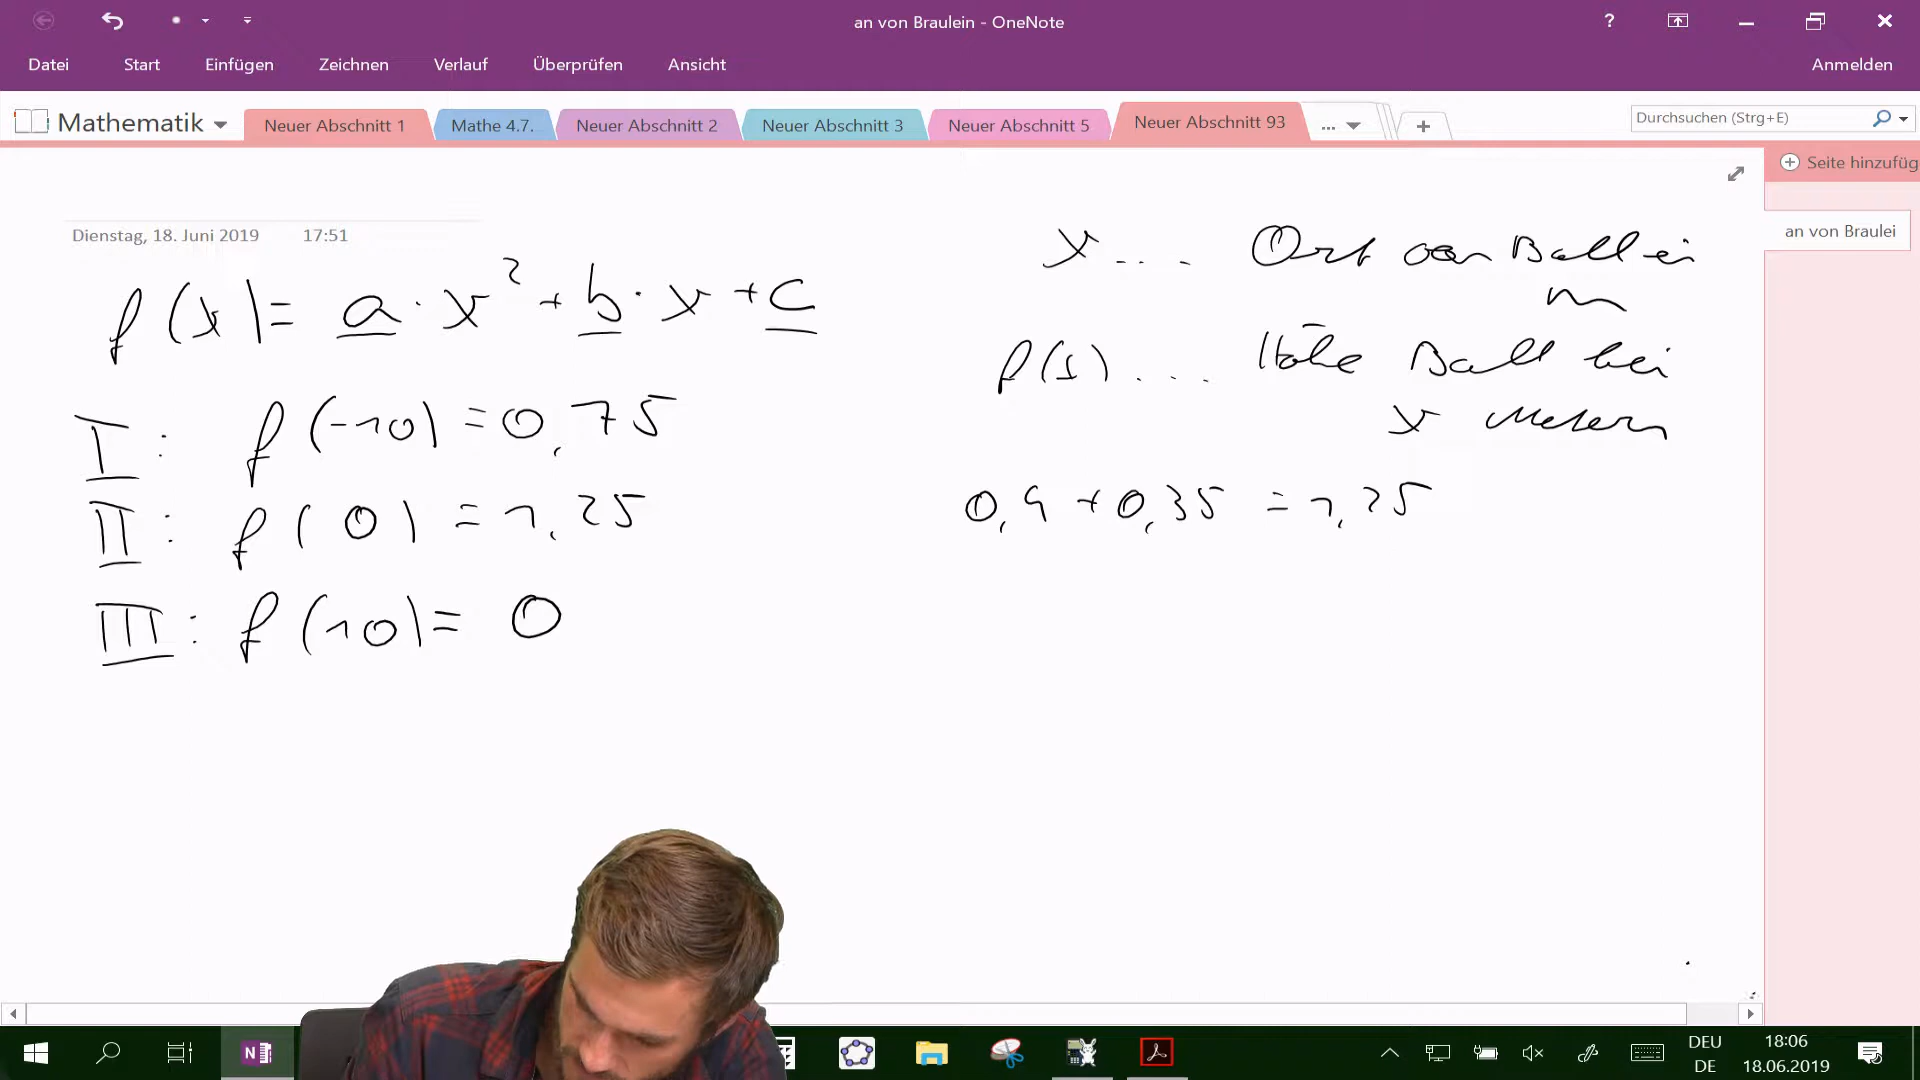 an von Braulein - OneNote
?
Datei Start Einfügen Zeichnen Verlauf Überprüfen Ansicht Anmelden
Mathematik Neuer Abschnitt 1 Mathe 4.7. Neuer Abschnitt 2 Neuer Abschnitt 3 Neuer Abschnitt 5 Neuer Abschnitt 93 ... + Durchsuchen (Strg+E)
Seite hinzufüg
an von Braulei
Dienstag, 18. Juni 2019 17:51
f(x)= a·x²+b·x+c
I: f(-10)=0,75
II: f(0)=1,25
III: f(10)=0
x ... Ort von Ball in
m
f(x) ... Höhe Ball bei
x Metern
0,9+0,35=1,25
N
DEU
DE
18:06
18.06.2019